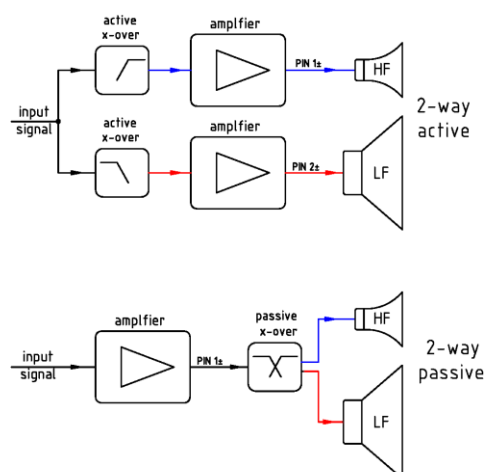 active
x-over
amplfier
PIN 1±
HF
input
signal
active
x-over
amplfier
PIN 2±
LF
2-way
active
amplfier
input
signal
PIN 1±
passive
x-over
HF
LF
2-way
passive